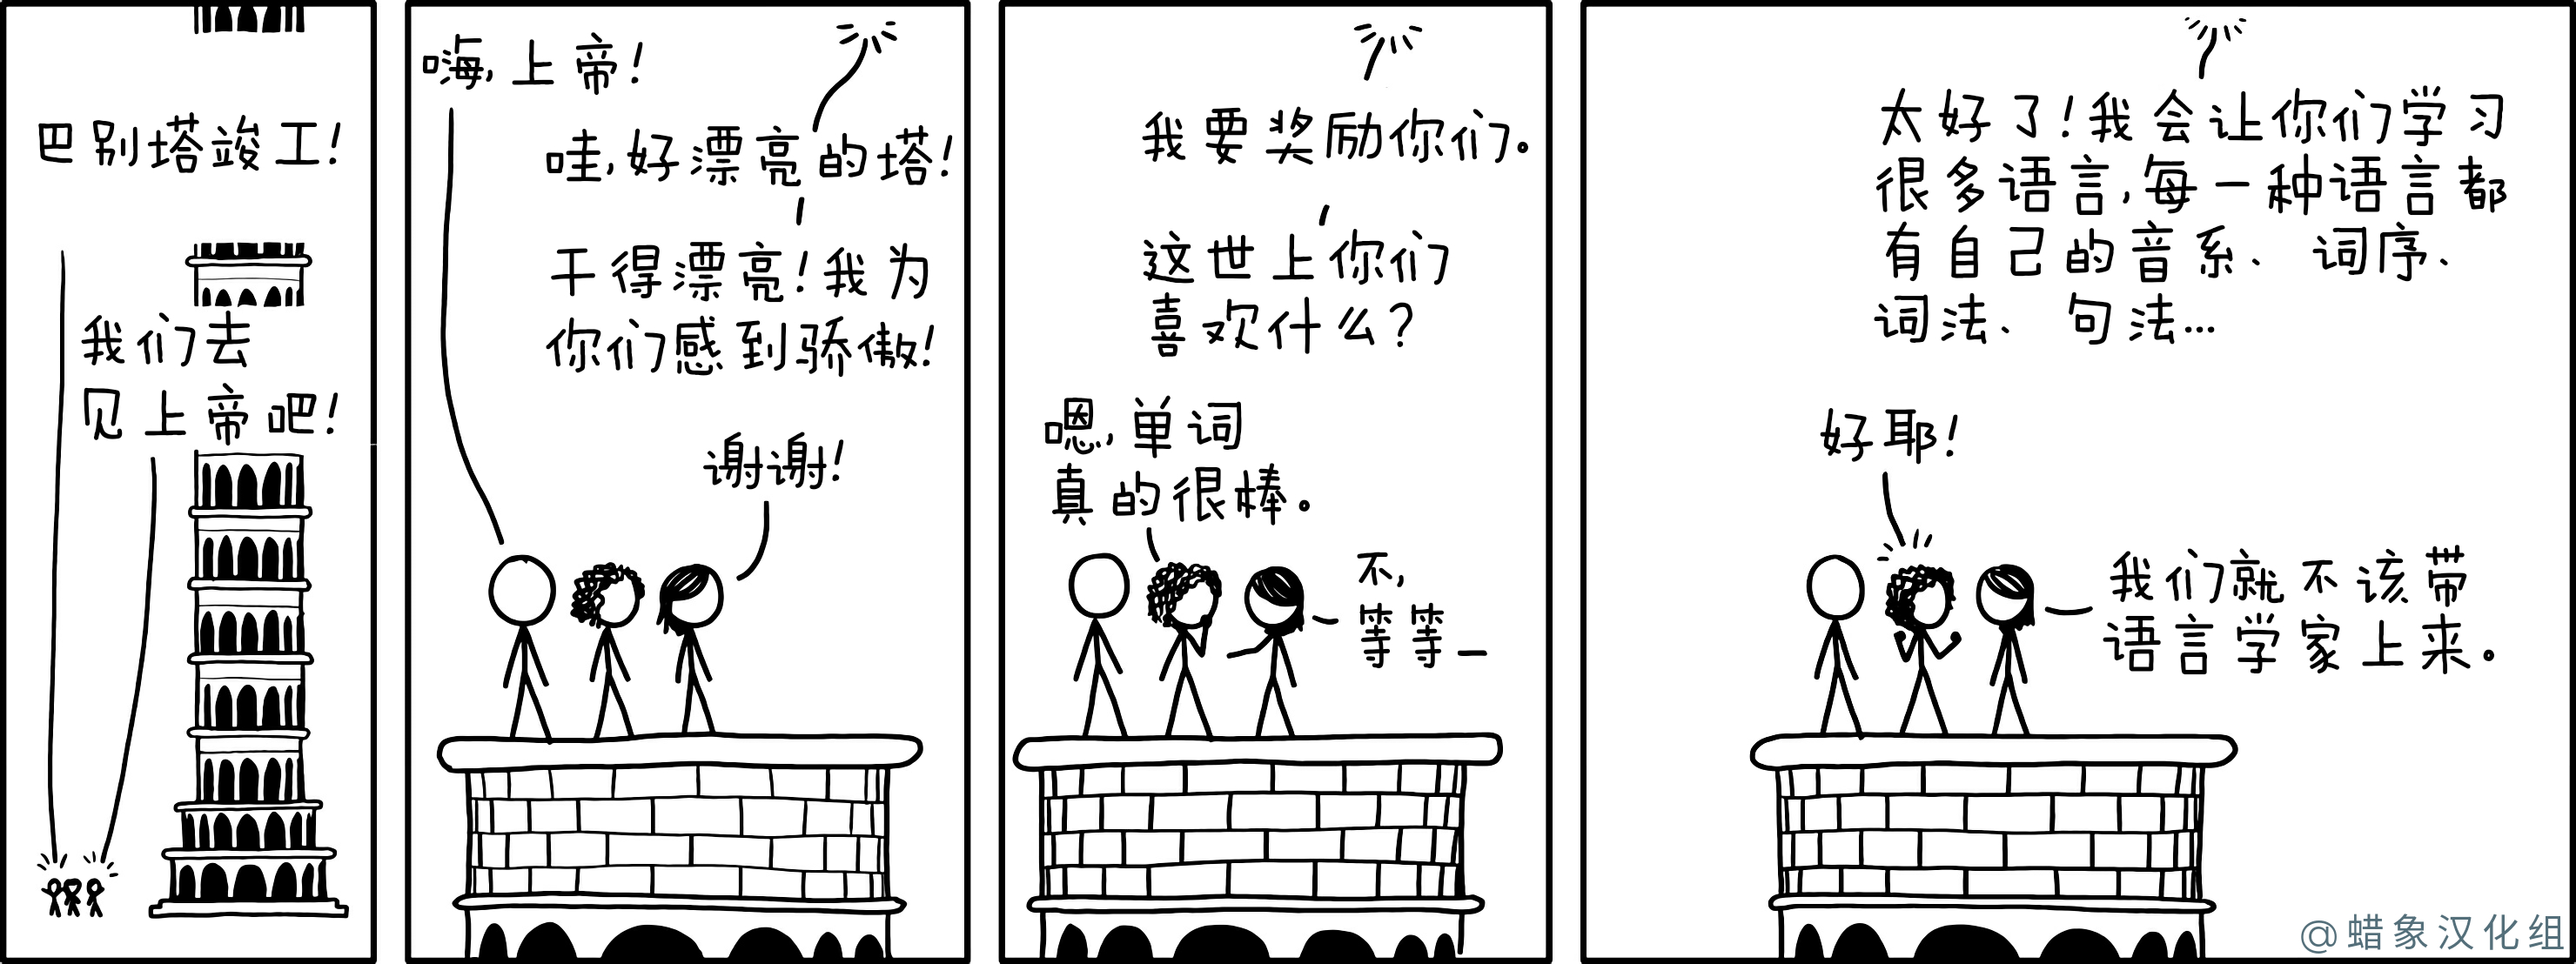 巴别塔竣工!
我们去
见上帝吧!
嗨,上帝!
哇,好漂亮的塔!
干得漂亮!我为
你们感到骄傲!
谢谢!
我要奖励你们。
这世上你们
喜欢什么?
嗯,单词
真的很棒。
不,
等等—
太好了!我会让你们学习
很多语言,每一种语言都
有自己的音系、词序、
词法、句法...
好耶!
我们就不该带
语言学家上来。
@蜡象汉化组